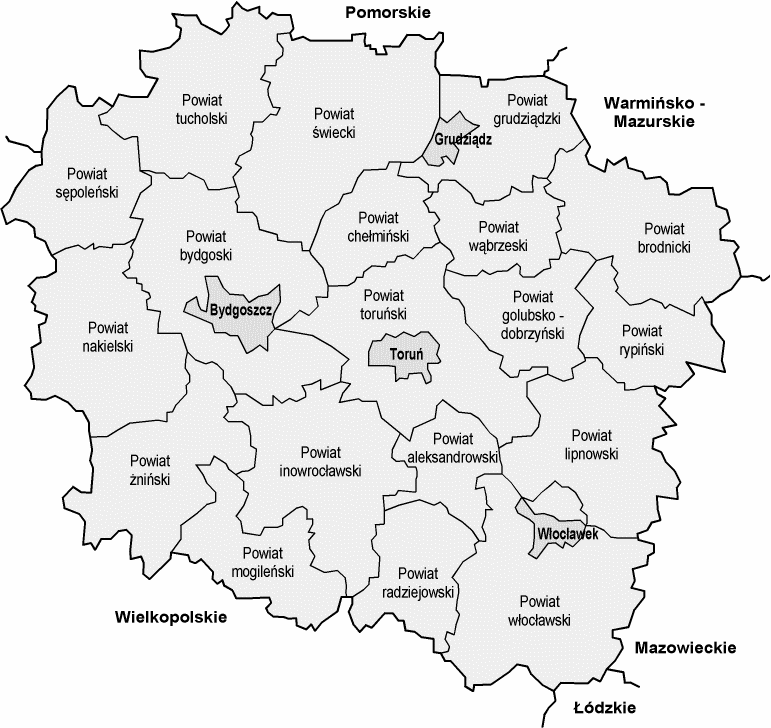 Pomorskie
Powiat
tucholski
Powiat
świecki
Powiat
grudziądzki
Warmińsko -
Mazurskie
Grudziądz
Powiat
sępoleński
Powiat
chełmiński
Powiat
wąbrzeski
Powiat
brodnicki
Powiat
bydgoski
Bydgoszcz
Powiat
toruński
Powiat
golubsko -
dobrzyński
Powiat
nakielski
Powiat
rypiński
Toruń
Powiat
żniński
Powiat
inowrocławski
Powiat
aleksandrowski
Powiat
lipnowski
Włocławek
Powiat
mogileński
Powiat
radziejowski
Powiat
włocławski
Wielkopolskie
Mazowieckie
Łódzkie